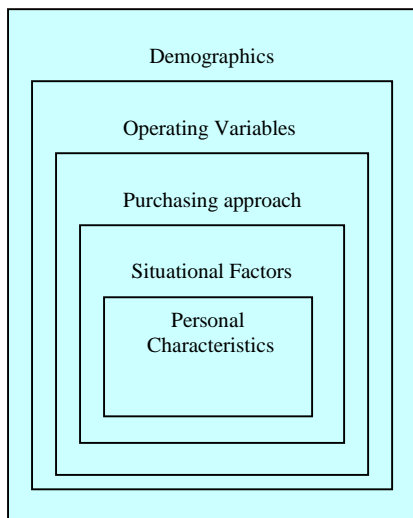 Demographics
Operating Variables
Purchasing approach
Situational Factors
Personal
Characteristics